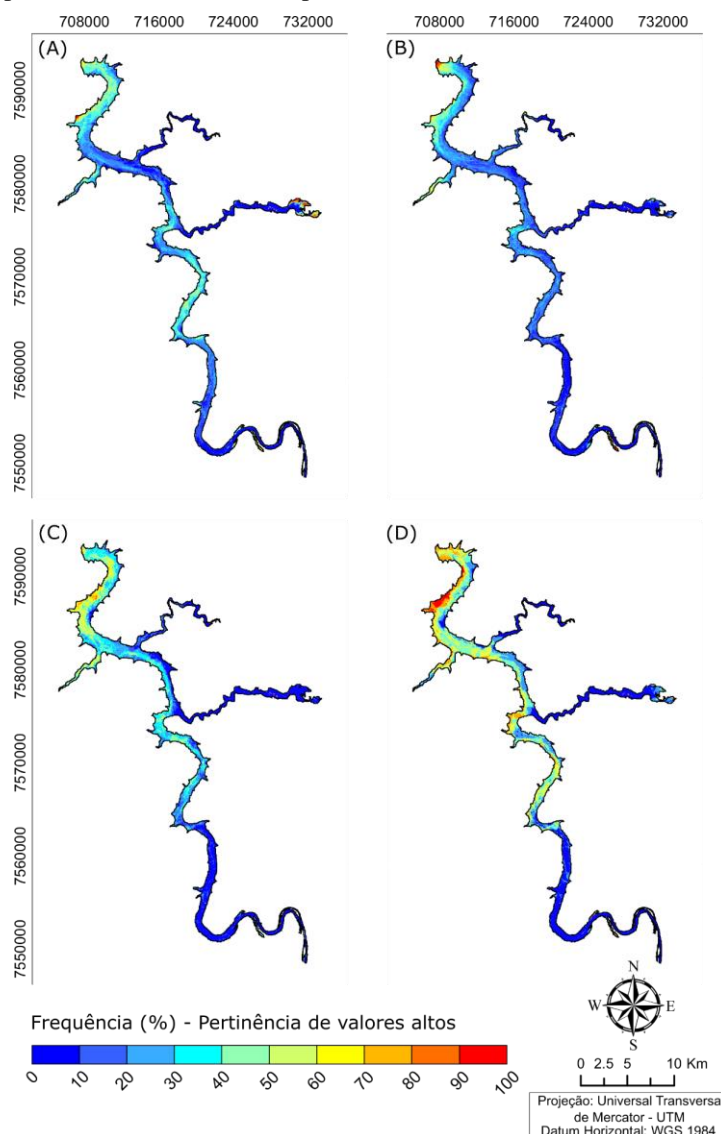 708000 716000 724000 732000 708000 716000 724000 732000
(A) (B)
7590000
7580000
7570000
7560000
7550000
(C) (D)
7590000
7580000
7570000
7560000
7550000
N
W E
S
Frequência (%) - Pertinência de valores altos
0 10 20 30 40 50 60 70 80 90 100
0 2.5 5 10 Km
Projeção: Universal Transversa
de Mercator - UTM
Datum Horizontal: WGS 1984